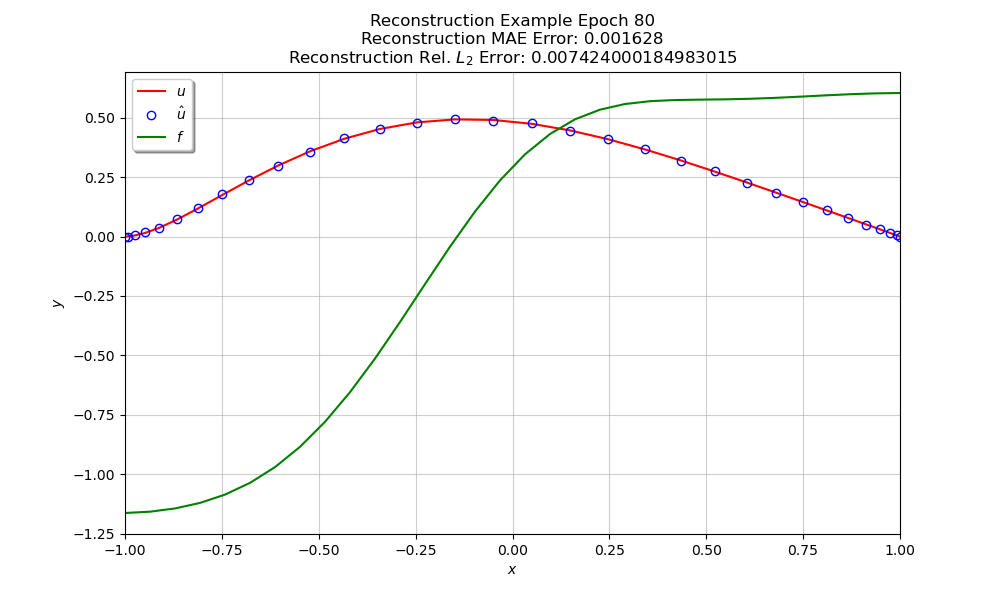 Reconstruction Example Epoch 80
Reconstruction MAE Error: 0.001628
Reconstruction Rel. $L_2$ Error: 0.007424000184983015
u
û
f
0.50
0.25
0.00
−0.25
−0.50
−0.75
−1.00
−1.25
y
−1.00 −0.75 −0.50 −0.25 0.00 0.25 0.50 0.75 1.00
x